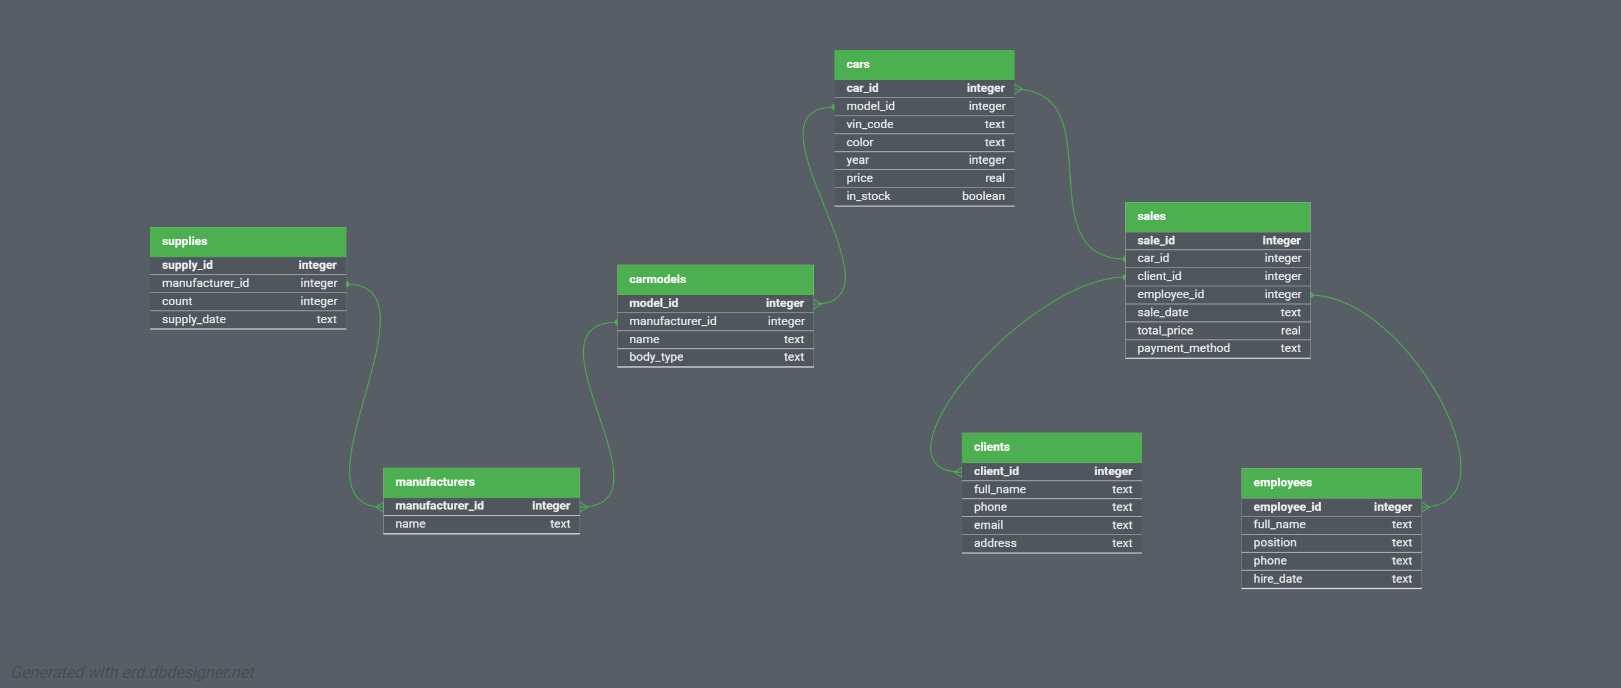 cars
car_id integer
model_id integer
vin_code text
color text
year integer
price real
in_stock boolean
sales
sale_id integer
car_id integer
client_id integer
employee_id integer
sale_date text
total_price real
payment_method text
supplies
supply_id integer
manufacturer_id integer
count integer
supply_date text
carmodels
model_id integer
manufacturer_id integer
name text
body_type text
manufacturers
manufacturer_id integer
name text
clients
client_id integer
full_name text
phone text
email text
address text
employees
employee_id integer
full_name text
position text
phone text
hire_date text
Generated with erd.dbdesigner.net